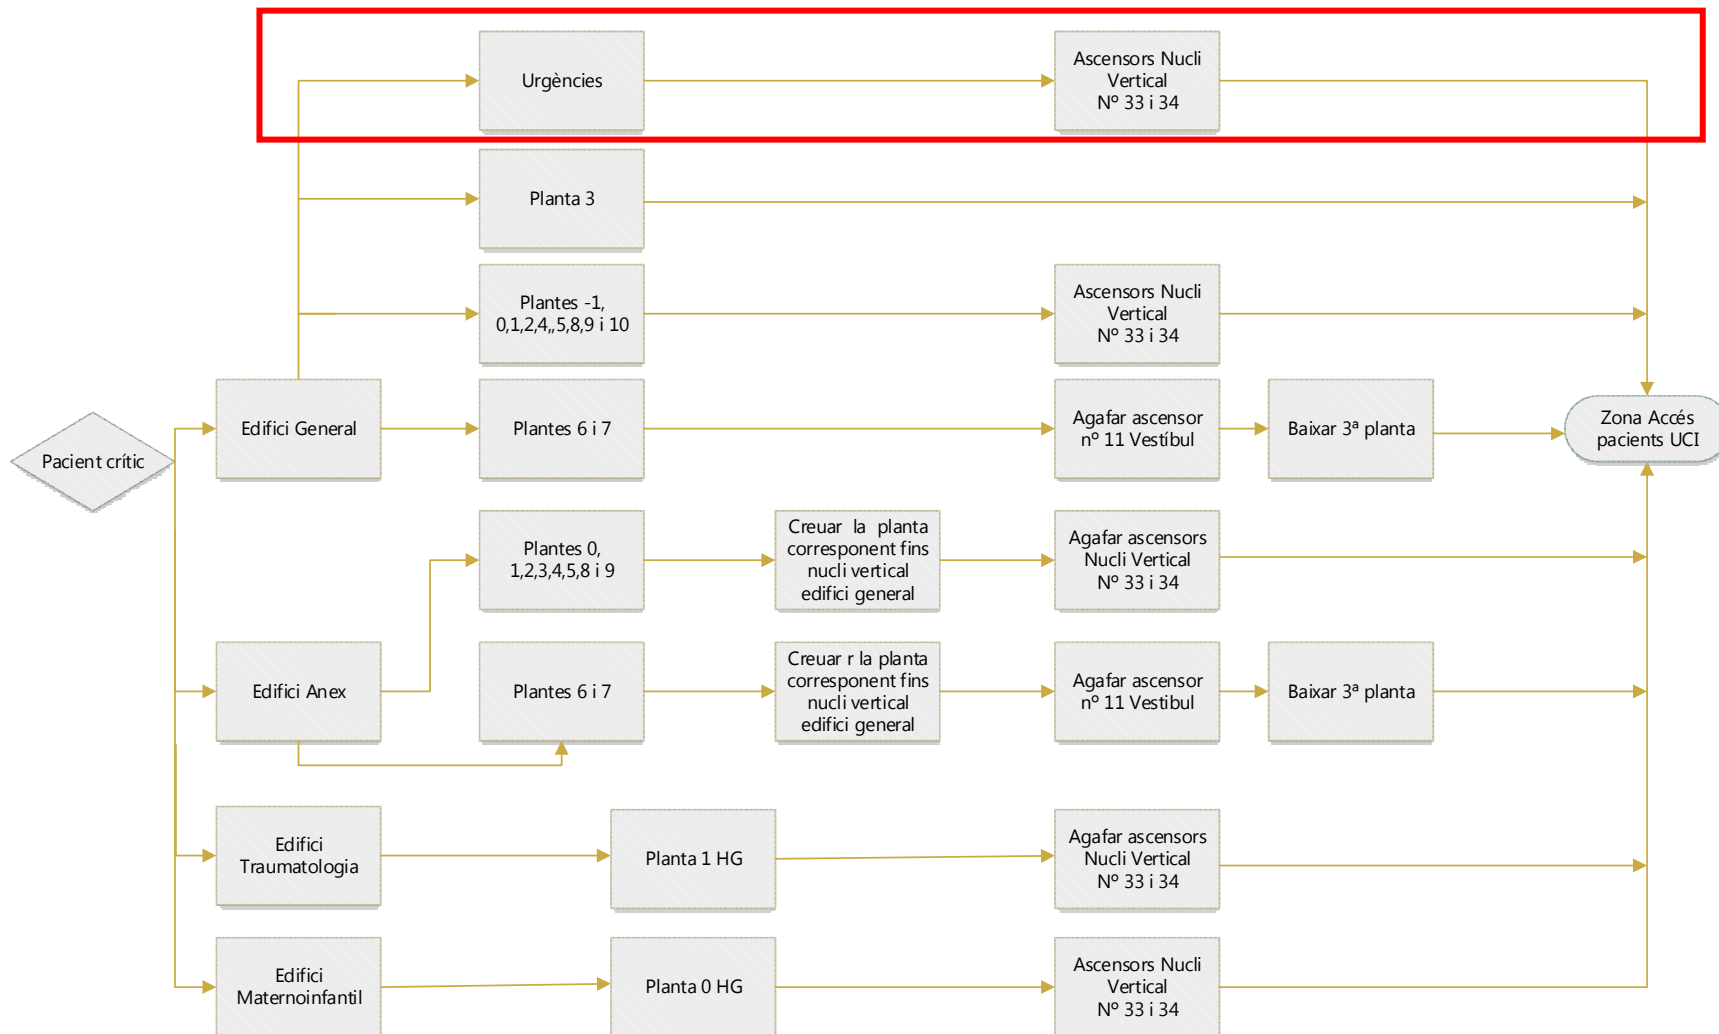 Urgències
Ascensors Nucli
Vertical
Nº 33 i 34
Planta 3
Plantes -1,
0,1,2,4,,5,8,9 i 10
Ascensors Nucli
Vertical
Nº 33 i 34
Pacient crític
Edifici General
Plantes 6 i 7
Agafar ascensor
nº 11 Vestíbul
Baixar 3ª planta
Zona Accés
pacients UCI
Plantes 0,
1,2,3,4,5,8 i 9
Creuar la planta
corresponent fins
nucli vertical
edifici general
Agafar ascensors
Nucli Vertical
Nº 33 i 34
Edifici Anex
Plantes 6 i 7
Creuar r la planta
corresponent fins
nucli vertical
edifici general
Agafar ascensor
nº 11 Vestibul
Baixar 3ª planta
Edifici
Traumatologia
Planta 1 HG
Agafar ascensors
Nucli Vertical
Nº 33 i 34
Edifici
Maternoinfantil
Planta 0 HG
Ascensors Nucli
Vertical
Nº 33 i 34